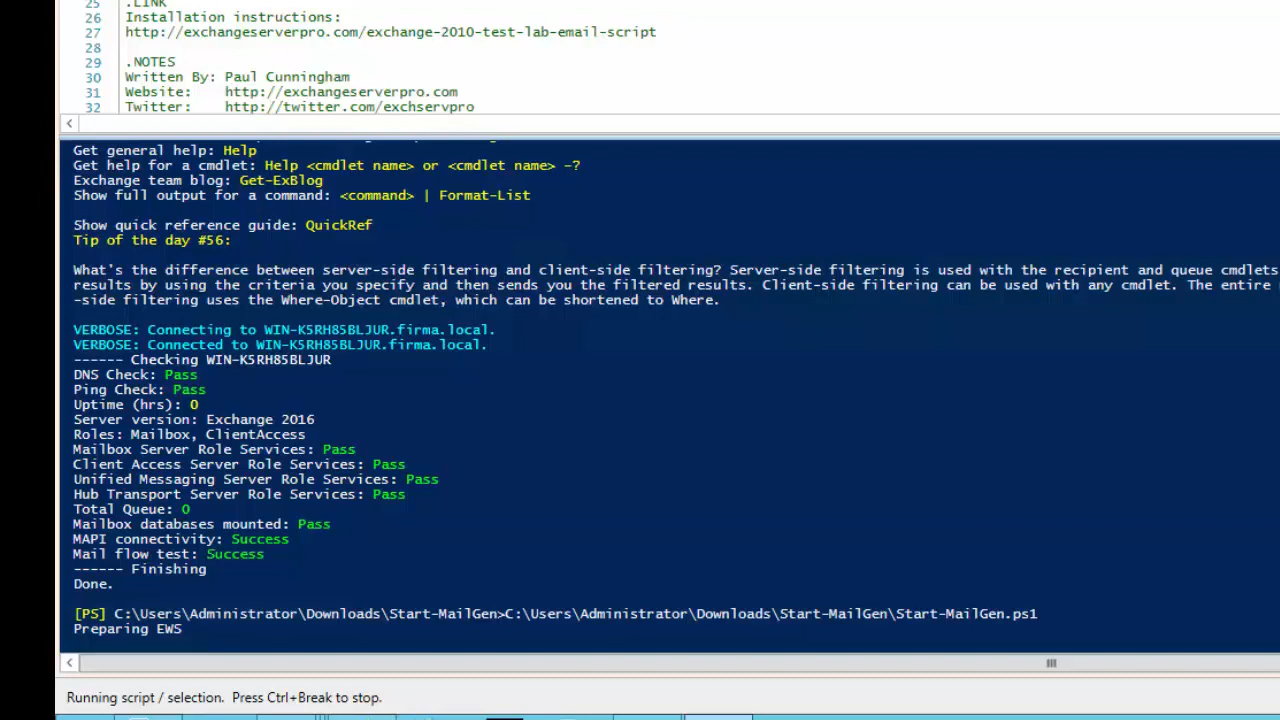 25 .LINK
26 Installation instructions:
27 http://exchangeserverpro.com/exchange-2010-test-lab-email-script
28
29 .NOTES
30 Written By: Paul Cunningham
31 Website: http://exchangeserverpro.com
32 Twitter: http://twitter.com/exchservpro
Get general help: Help
Get help for a cmdlet: Help <cmdlet name> or <cmdlet name> -?
Exchange team blog: Get-ExBlog
Show full output for a command: <command> | Format-List
Show quick reference guide: QuickRef
Tip of the day #56:
What's the difference between server-side filtering and client-side filtering? Server-side filtering is used with the recipient and queue cmdlets
results by using the criteria you specify and then sends you the filtered results. Client-side filtering can be used with any cmdlet. The entire
-side filtering uses the Where-Object cmdlet, which can be shortened to Where.
VERBOSE: Connecting to WIN-K5RH85BLJUR.firma.local.
VERBOSE: Connected to WIN-K5RH85BLJUR.firma.local.
------ Checking WIN-K5RH85BLJUR
DNS Check: Pass
Ping Check: Pass
Uptime (hrs): 0
Server version: Exchange 2016
Roles: Mailbox, ClientAccess
Mailbox Server Role Services: Pass
Client Access Server Role Services: Pass
Unified Messaging Server Role Services: Pass
Hub Transport Server Role Services: Pass
Total Queue: 0
Mailbox databases mounted: Pass
MAPI connectivity: Success
Mail flow test: Success
------ Finishing
Done.
[PS] C:\Users\Administrator\Downloads\Start-MailGen>C:\Users\Administrator\Downloads\Start-MailGen\Start-MailGen.ps1
Preparing EWS
Running script / selection. Press Ctrl+Break to stop.